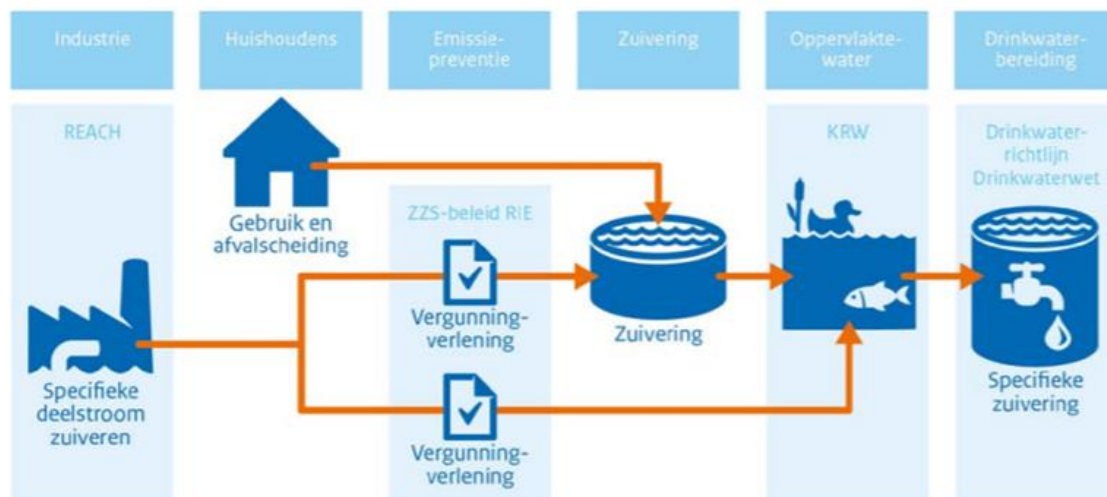 Industrie
Huishoudens
Emissie-
preventie
Zuivering
Oppervlakte-
water
Drinkwater-
bereiding
REACH
Gebruik en
afvalscheiding
ZZS-beleid RIE
KRW
Drinkwater-
richtlijn
Drinkwaterwet
Vergunning-
verlening
Zuivering
Specifieke
deelstroom
zuiveren
Vergunning-
verlening
Specifieke
zuivering